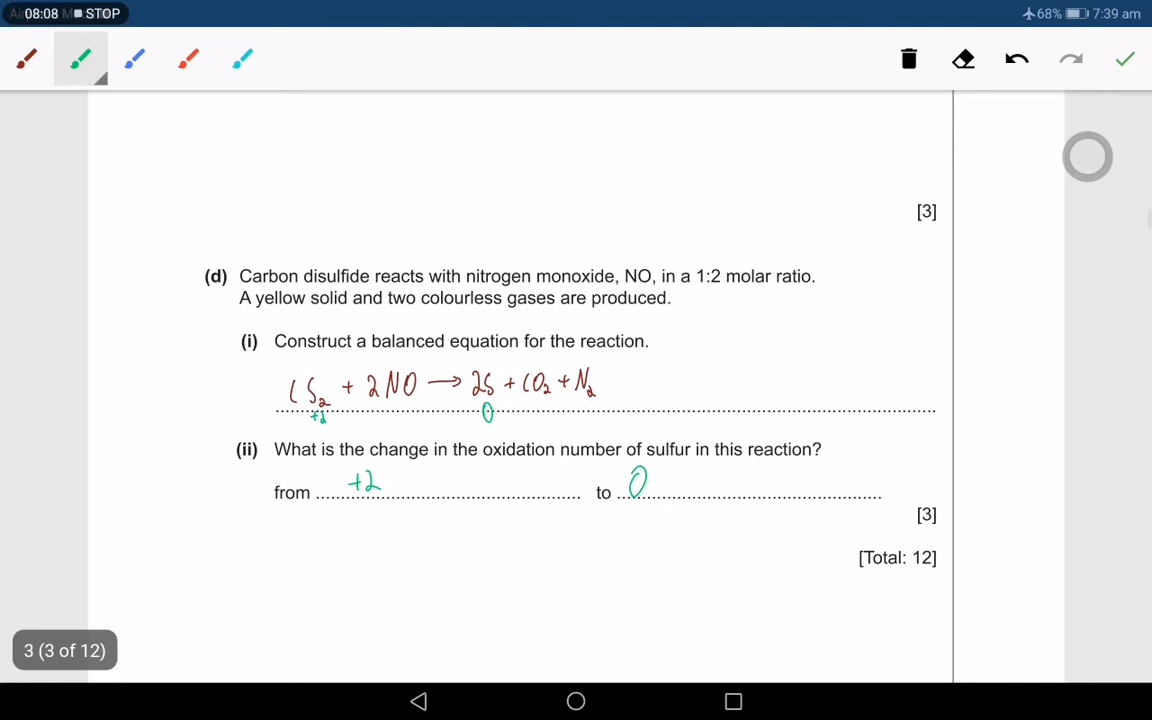 08:08 STOP 68% 7:39 am
[3]
(d) Carbon disulfide reacts with nitrogen monoxide, NO, in a 1:2 molar ratio.
A yellow solid and two colourless gases are produced.
(i) Construct a balanced equation for the reaction.
CS₂ + 2NO → 2S + CO₂ + N₂
+2 0
(ii) What is the change in the oxidation number of sulfur in this reaction?
from +2 to 0
[3]
[Total: 12]
3 (3 of 12)